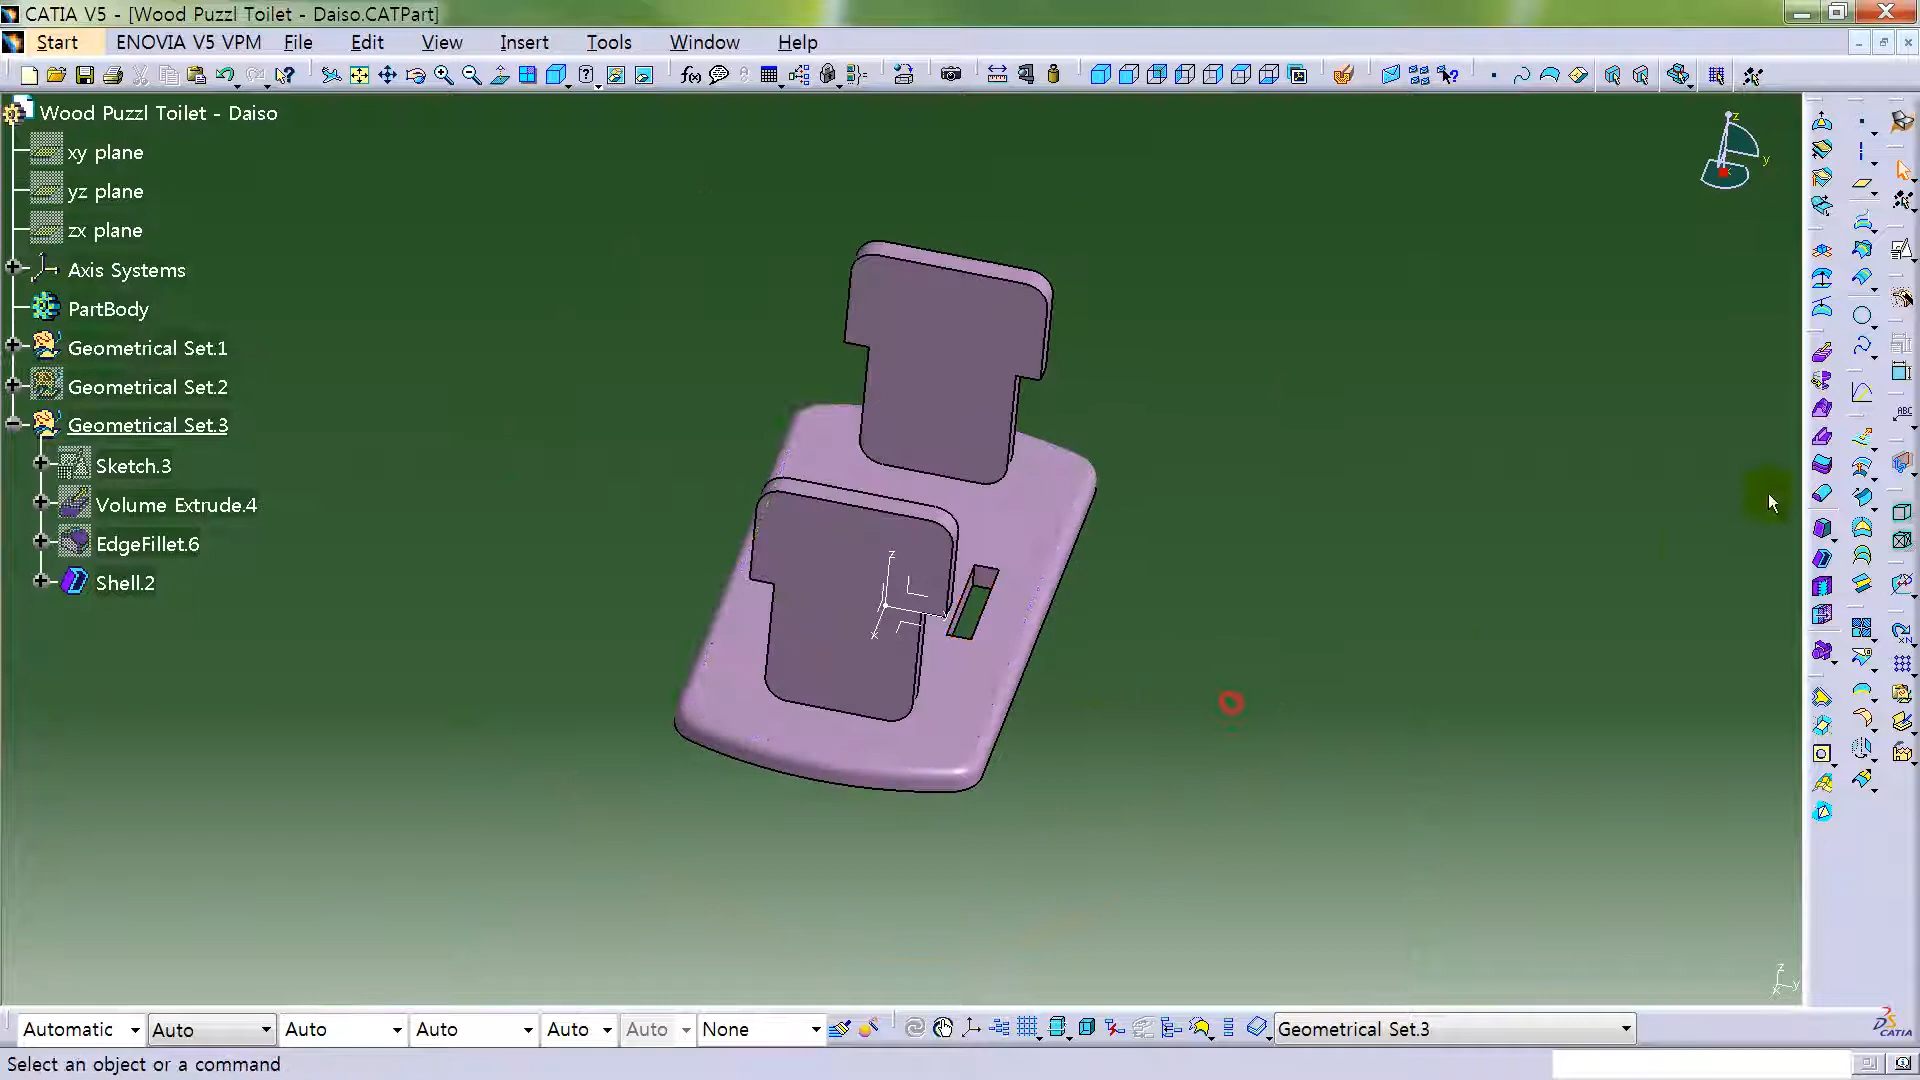 CATIA V5 - [Wood Puzzl Toilet - Daiso.CATPart]
Start ENOVIA V5 VPM File Edit View Insert Tools Window Help
Wood Puzzl Toilet - Daiso
xy plane
yz plane
zx plane
Axis Systems
PartBody
Geometrical Set.1
Geometrical Set.2
Geometrical Set.3
Sketch.3
Volume Extrude.4
EdgeFillet.6
Shell.2
z
y
z
x
z
y
x
Automatic Auto Auto Auto Auto Auto None Geometrical Set.3
CATIA
Select an object or a command